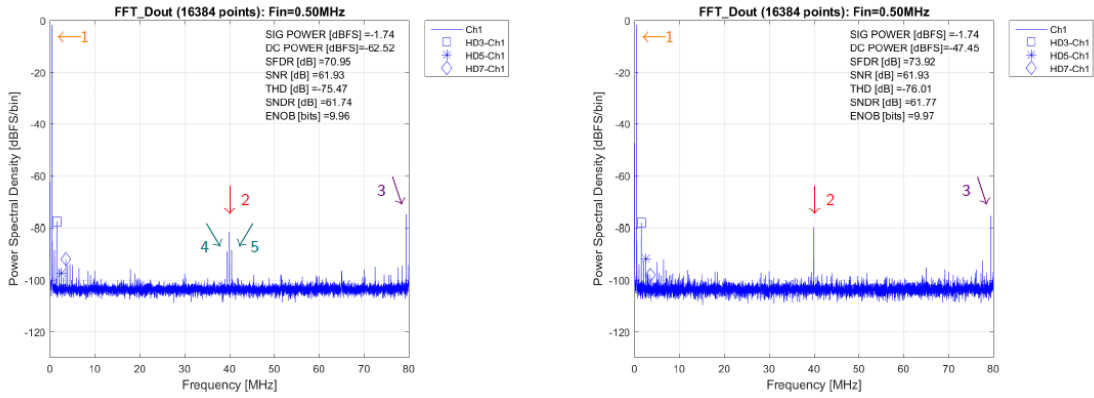 FFT_Dout (16384 points): Fin=0.50MHz
Power Spectral Density [dBFS/bin]
0
-20
-40
-60
-80
-100
-120
1
SIG POWER [dBFS] =-1.74
DC POWER [dBFS]=-62.52
SFDR [dB] =70.95
SNR [dB] =61.93
THD [dB] =-75.47
SNDR [dB] =61.74
ENOB [bits] =9.96
2
3
4
5
0 10 20 30 40 50 60 70 80
Frequency [MHz]
Ch1
HD3-Ch1
HD5-Ch1
HD7-Ch1
FFT_Dout (16384 points): Fin=0.50MHz
Power Spectral Density [dBFS/bin]
0
-20
-40
-60
-80
-100
-120
1
SIG POWER [dBFS] =-1.74
DC POWER [dBFS] =-47.45
SFDR [dB] =73.92
SNR [dB] =61.93
THD [dB] =-76.01
SNDR [dB] =61.77
ENOB [bits] =9.97
2
3
0 10 20 30 40 50 60 70 80
Frequency [MHz]
Ch1
HD3-Ch1
HD5-Ch1
HD7-Ch1